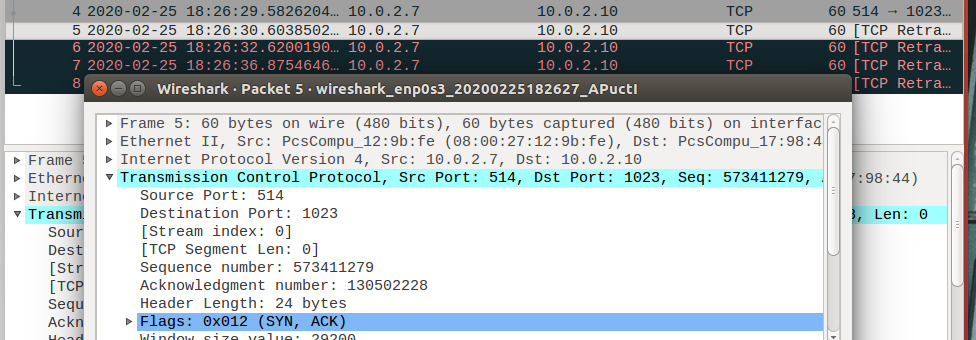 4 2020-02-25 18:26:29.5826204… 10.0.2.7 10.0.2.10 TCP 60 514 → 1023…
5 2020-02-25 18:26:30.6038502… 10.0.2.7 10.0.2.10 TCP 60 [TCP Retra…
6 2020-02-25 18:26:32.6200190… 10.0.2.7 10.0.2.10 TCP 60 [TCP Retra…
7 2020-02-25 18:26:36.8754646… 10.0.2.7 10.0.2.10 TCP 60 [TCP Retra…
8 [TCP Retra…
Wireshark · Packet 5 · wireshark_enp0s3_20200225182627_APuctI
Frame 5: 60 bytes on wire (480 bits), 60 bytes captured (480 bits) on interfac
Ethernet II, Src: PcsCompu_12:9b:fe (08:00:27:12:9b:fe), Dst: PcsCompu_17:98:4
Internet Protocol Version 4, Src: 10.0.2.7, Dst: 10.0.2.10
Transmission Control Protocol, Src Port: 514, Dst Port: 1023, Seq: 573411279,
Source Port: 514
Destination Port: 1023
[Stream index: 0]
[TCP Segment Len: 0]
Sequence number: 573411279
Acknowledgment number: 130502228
Header Length: 24 bytes
Flags: 0x012 (SYN, ACK)
Window size value: 29200
Frame 5
Ethern
Intern
Transm
Sour
Dest
[Str
[TCP
Sequ
Ackn
Head
7:98:44)
3, Len: 0